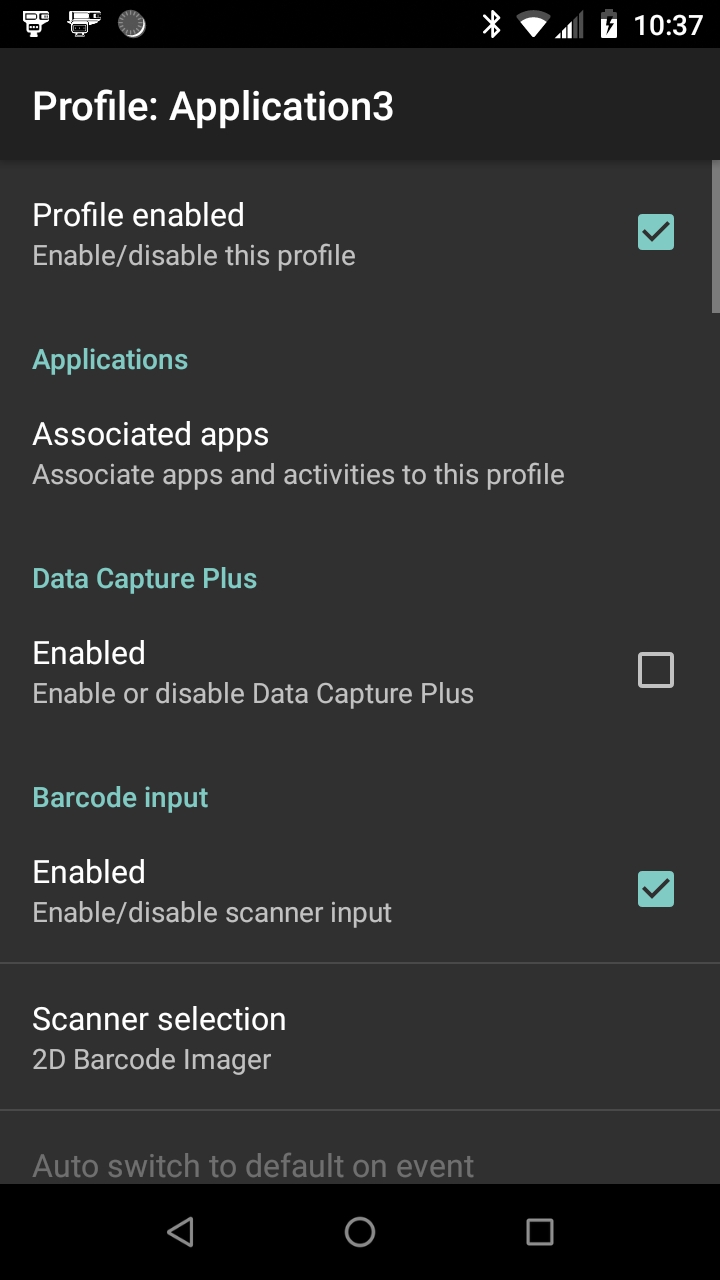 10:37
Profile: Application3
Profile enabled
Enable/disable this profile
Applications
Associated apps
Associate apps and activities to this profile
Data Capture Plus
Enabled
Enable or disable Data Capture Plus
Barcode input
Enabled
Enable/disable scanner input
Scanner selection
2D Barcode Imager
Auto switch to default on event